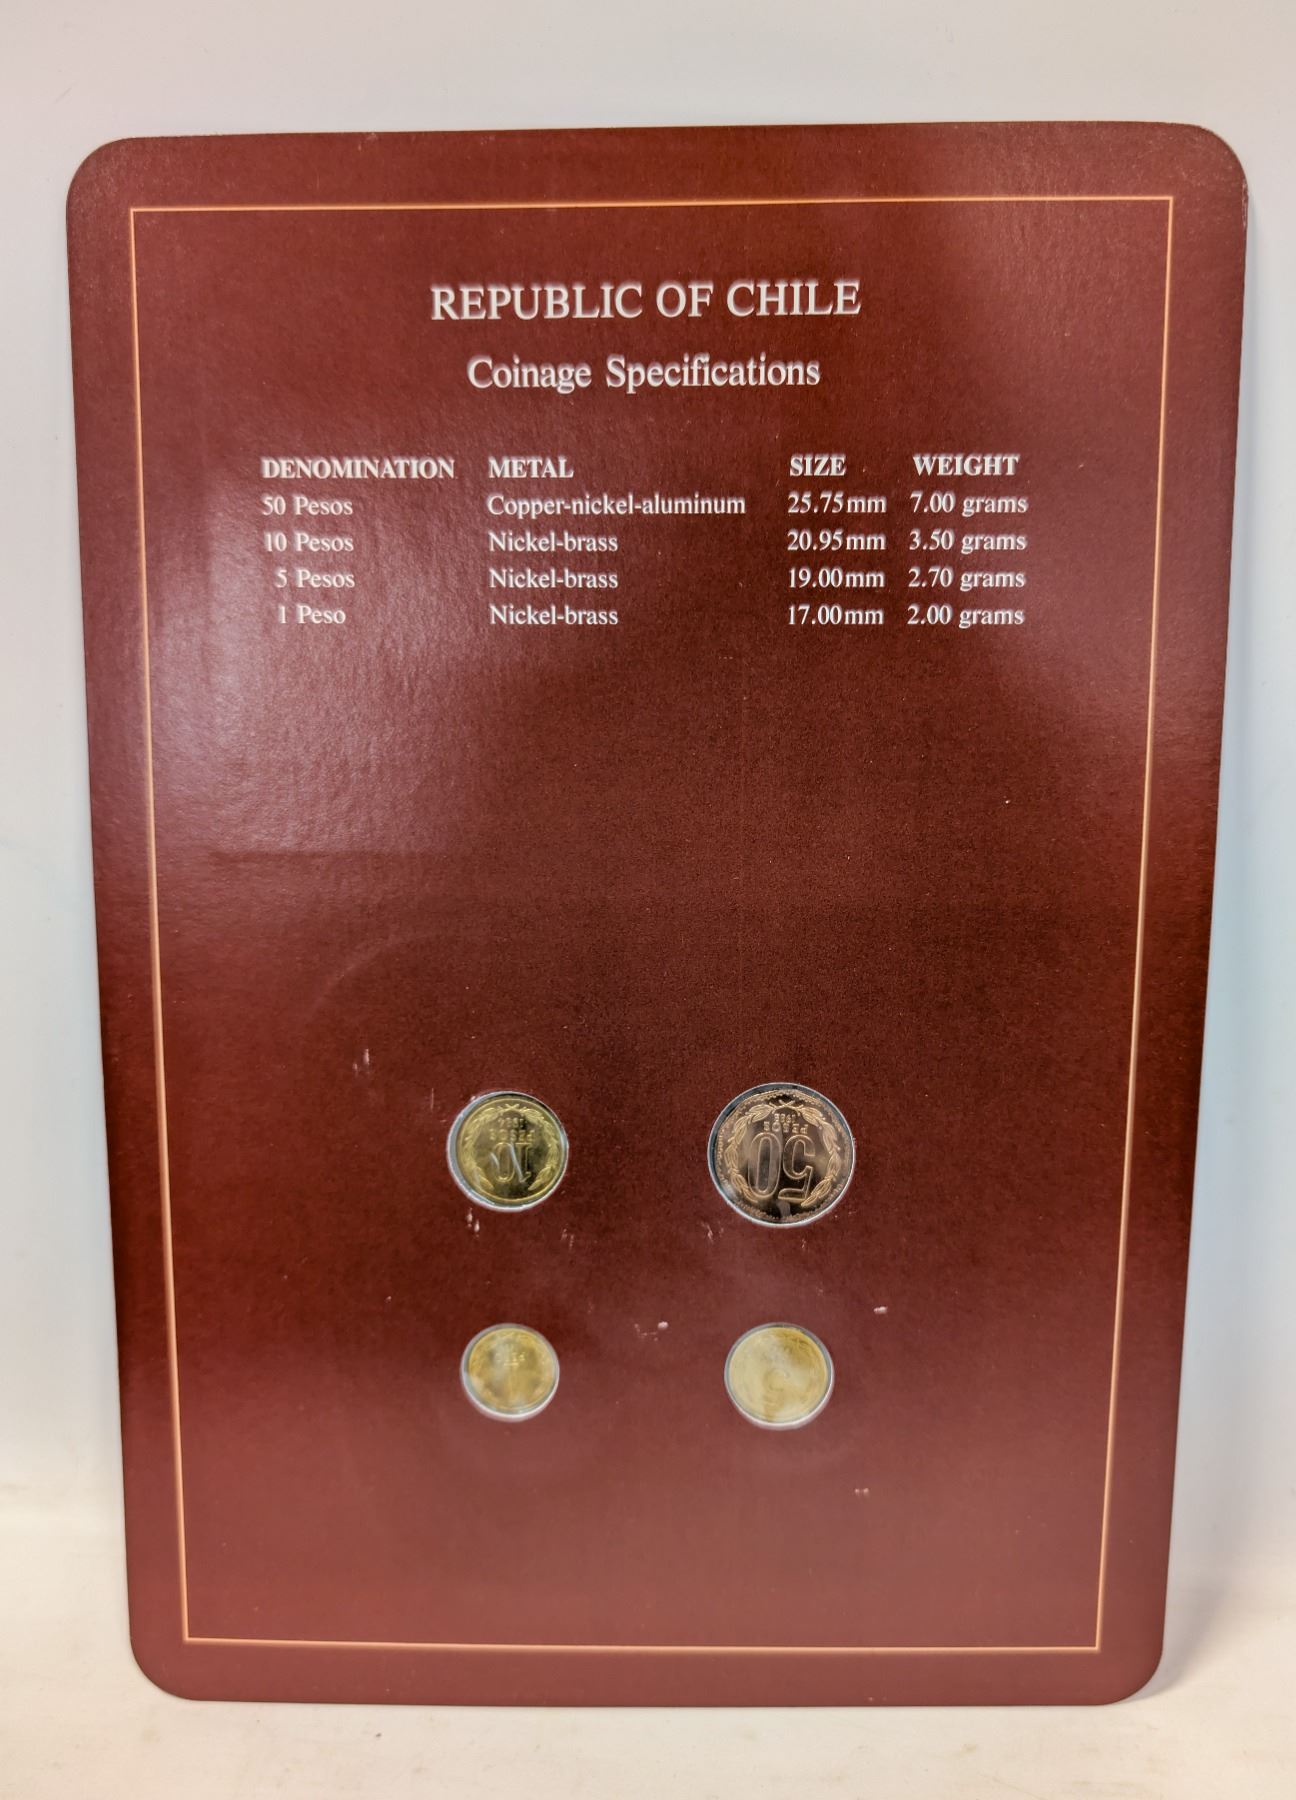 REPUBLIC OF CHILE
Coinage Specifications
DENOMINATION METAL SIZE WEIGHT
50 Pesos Copper-nickel-aluminum 25.75mm 7.00 grams
10 Pesos Nickel-brass 20.95mm 3.50 grams
5 Pesos Nickel-brass 19.00mm 2.70 grams
1 Peso Nickel-brass 17.00mm 2.00 grams
10
PESOS
50
PESOS